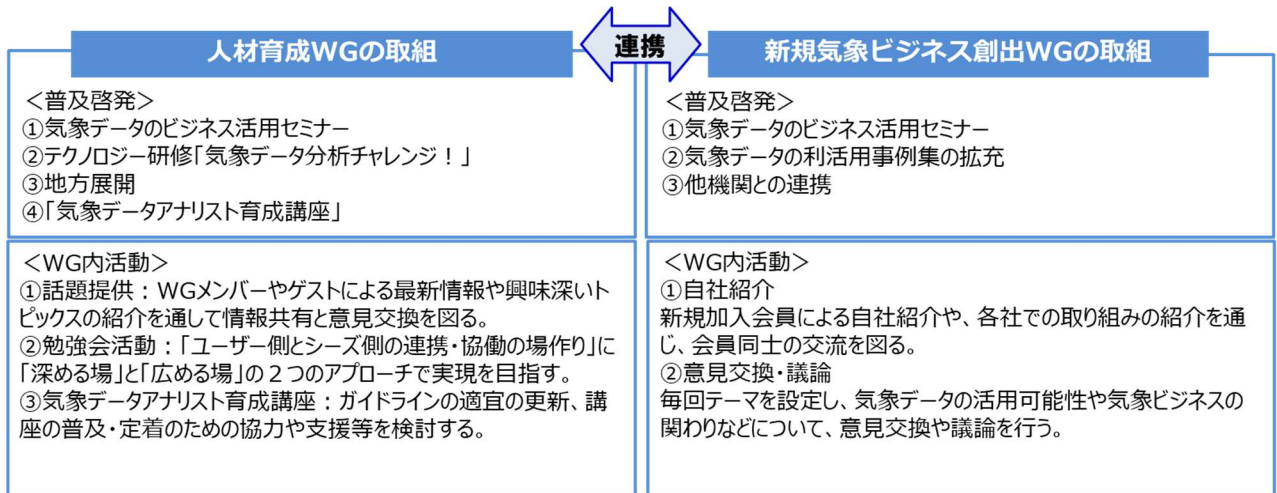 連携
人材育成WGの取組
＜普及啓発＞
①気象データのビジネス活用セミナー
②テクノロジー研修「気象データ分析チャレンジ！」
③地方展開
④「気象データアナリスト育成講座」
＜WG内活動＞
①話題提供：WGメンバーやゲストによる最新情報や興味深いト
ピックスの紹介を通して情報共有と意見交換を図る。
②勉強会活動：「ユーザー側とシーズ側の連携・協働の場作り」に
「深める場」と「広める場」の２つのアプローチで実現を目指す。
③気象データアナリスト育成講座：ガイドラインの適宜の更新、講
座の普及・定着のための協力や支援等を検討する。
新規気象ビジネス創出WGの取組
＜普及啓発＞
①気象データのビジネス活用セミナー
②気象データの利活用事例集の拡充
③他機関との連携
＜WG内活動＞
①自社紹介
新規加入会員による自社紹介や、各社での取り組みの紹介を通
じ、会員同士の交流を図る。
②意見交換・議論
毎回テーマを設定し、気象データの活用可能性や気象ビジネスの
関わりなどについて、意見交換や議論を行う。